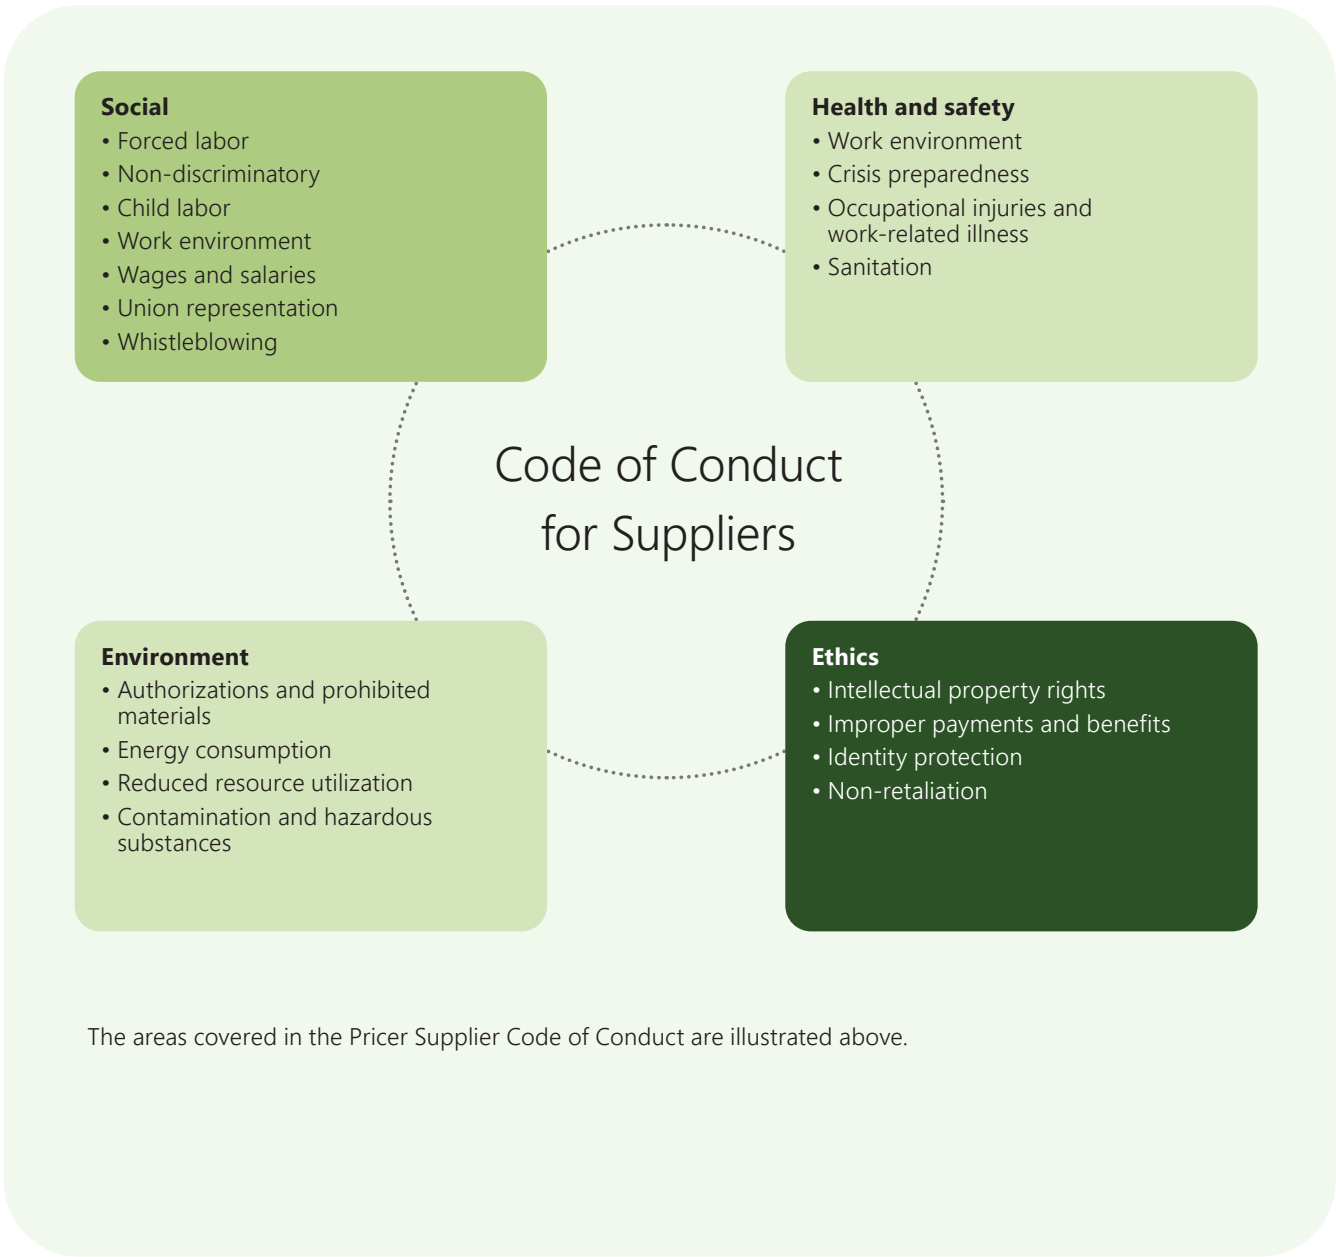 Social
• Forced labor
• Non-discriminatory
• Child labor
• Work environment
• Wages and salaries
• Union representation
• Whistleblowing
Health and safety
• Work environment
• Crisis preparedness
• Occupational injuries and
work-related illness
• Sanitation
Code of Conduct
for Suppliers
Environment
• Authorizations and prohibited
materials
• Energy consumption
• Reduced resource utilization
• Contamination and hazardous
substances
Ethics
• Intellectual property rights
• Improper payments and benefits
• Identity protection
• Non-retaliation
The areas covered in the Pricer Supplier Code of Conduct are illustrated above.